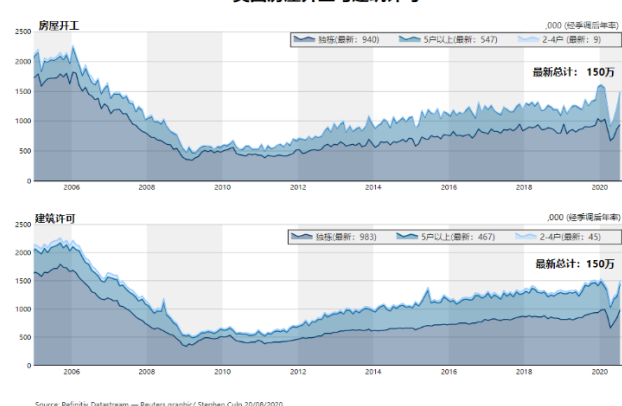 房屋开工
,000 (经季调后年率)
独栋(最新：940) 5户以上(最新：547) 2-4户 (最新：9)
最新总计：150万
2500
2000
1500
1000
500
0
2006 2008 2010 2012 2014 2016 2018 2020
建筑许可
,000 (经季调后年率)
独栋(最新：983) 5户以上(最新：467) 2-4户(最新：45)
最新总计：150万
2500
2000
1500
1000
500
0
2006 2008 2010 2012 2014 2016 2018 2020
Source: Refinitiv Datastream — Reuters graphic/ Stephen Culp 20/08/2020